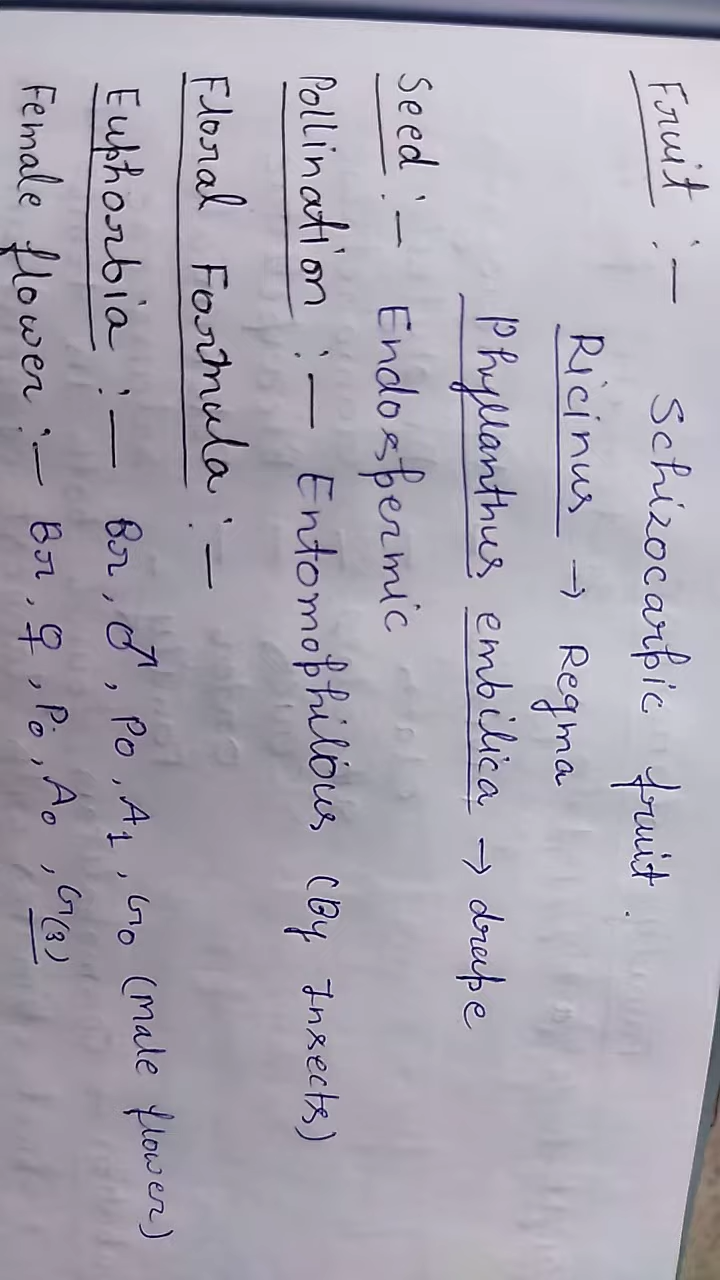 Fruit :- Schizocarpic fruit.
Ricinus → Regma
Phyllanthus embilica → drupe
Seed :- Endospermic
Pollination :- Entomophilous (By Insects)
Floral Formula :-
Euphorbia :- Br, ♂, P0, A1, G0 (male flower)
Female flower :- Br, ♀, P0, A0, G(3)